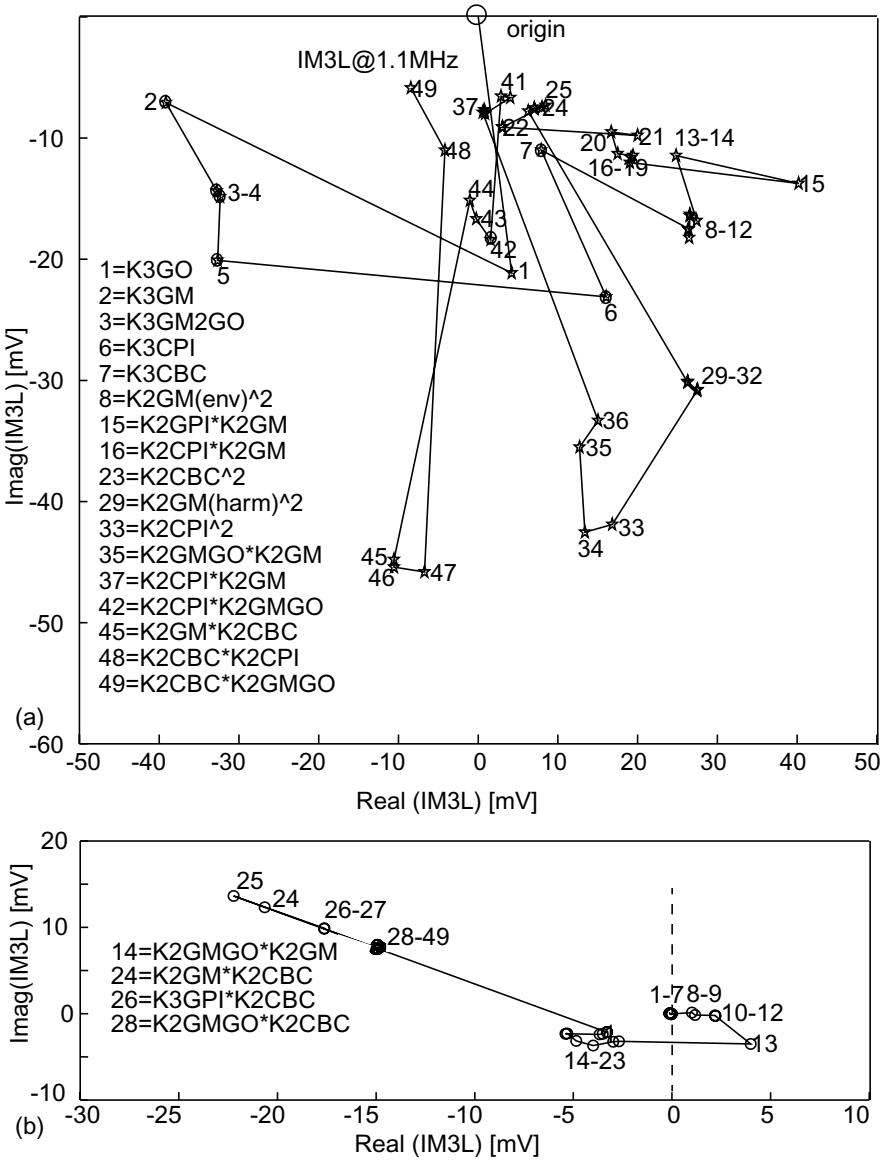 0
origin
IM3L@1.1MHz
49
41
25
2
37
24
22
20
21
13-14
-10
48
7
16-19
15
3-4
44
43
8-12
42
1
-20
5
1=K3GO
6
2=K3GM
3=K3GM2GO
6=K3CPI
7=K3CBC
29-32
-30
8=K2GM(env)^2
15=K2GPI*K2GM
36
16=K2CPI*K2GM
35
23=K2CBC^2
-40
29=K2GM(harm)^2
33
33=K2CPI^2
34
35=K2GMGO*K2GM
45
46
47
37=K2CPI*K2GM
42=K2CPI*K2GMGO
-50
45=K2GM*K2CBC
48=K2CBC*K2CPI
49=K2CBC*K2GMGO
(a)
-60
Imag(IM3L) [mV]
-50 -40 -30 -20 -10 0 10 20 30 40 50
Real (IM3L) [mV]
20
25
24
10
26-27
28-49
14=K2GMGO*K2GM
24=K2GM*K2CBC
26=K3GPI*K2CBC
28=K2GMGO*K2CBC
1-7
8-9
10-12
0
14-23
13
-10
Imag(IM3L) [mV]
(b)
-30 -25 -20 -15 -10 -5 0 5 10
Real (IM3L) [mV]